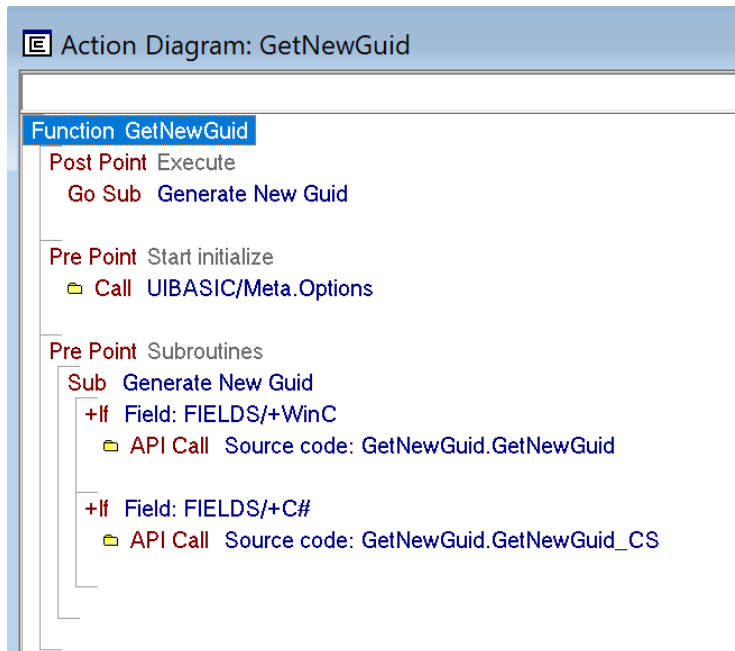 Action Diagram: GetNewGuid
Function GetNewGuid
Post Point Execute
Go Sub Generate New Guid
Pre Point Start initialize
Call UIBASIC/Meta.Options
Pre Point Subroutines
Sub Generate New Guid
+If Field: FIELDS/+WinC
API Call Source code: GetNewGuid.GetNewGuid
+If Field: FIELDS/+C#
API Call Source code: GetNewGuid.GetNewGuid_CS